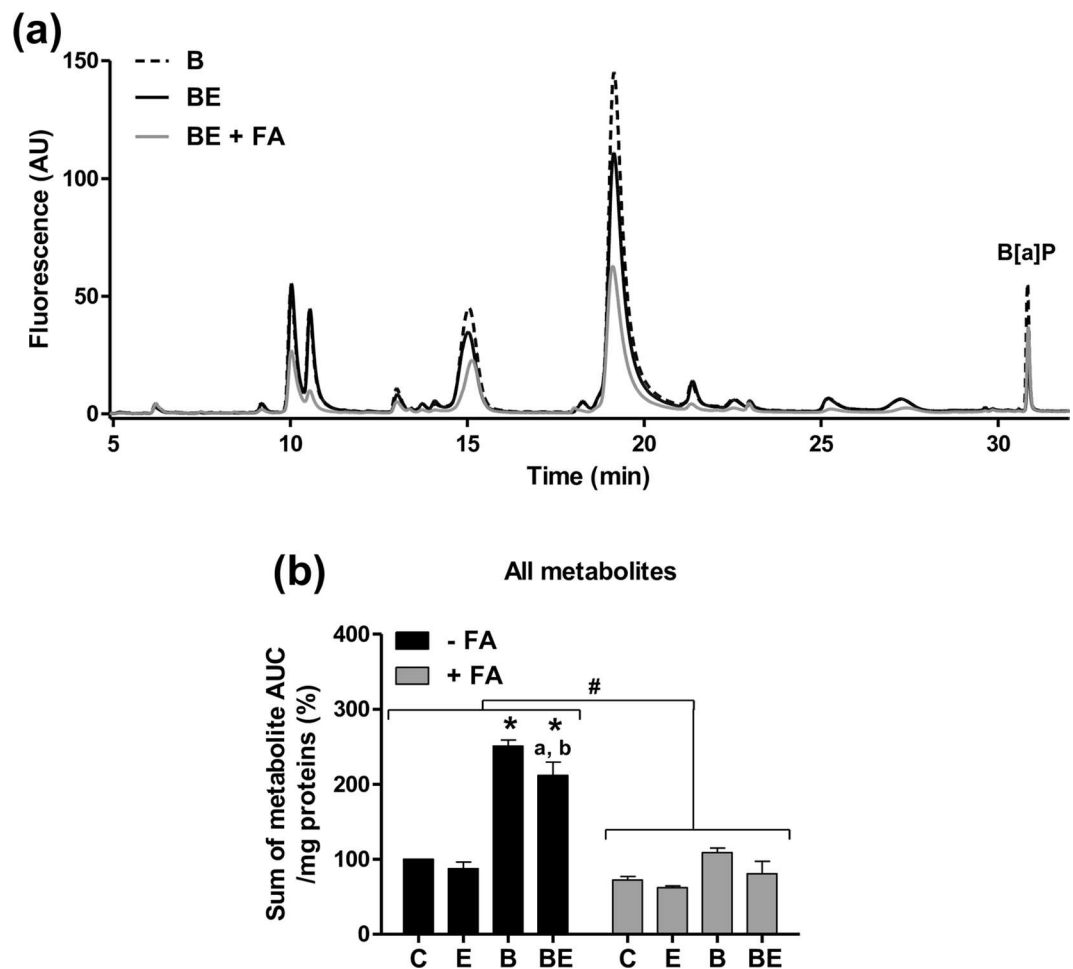 (a)
B
BE
BE + FA
150
100
50
0
Fluorescence (AU)
B[a]P
5 10 15 20 25 30
Time (min)
(b)
All metabolites
- FA
+ FA
400
300
200
100
0
Sum of metabolite AUC
/mg proteins (%)
#
* *
a, b
C E B BE C E B BE